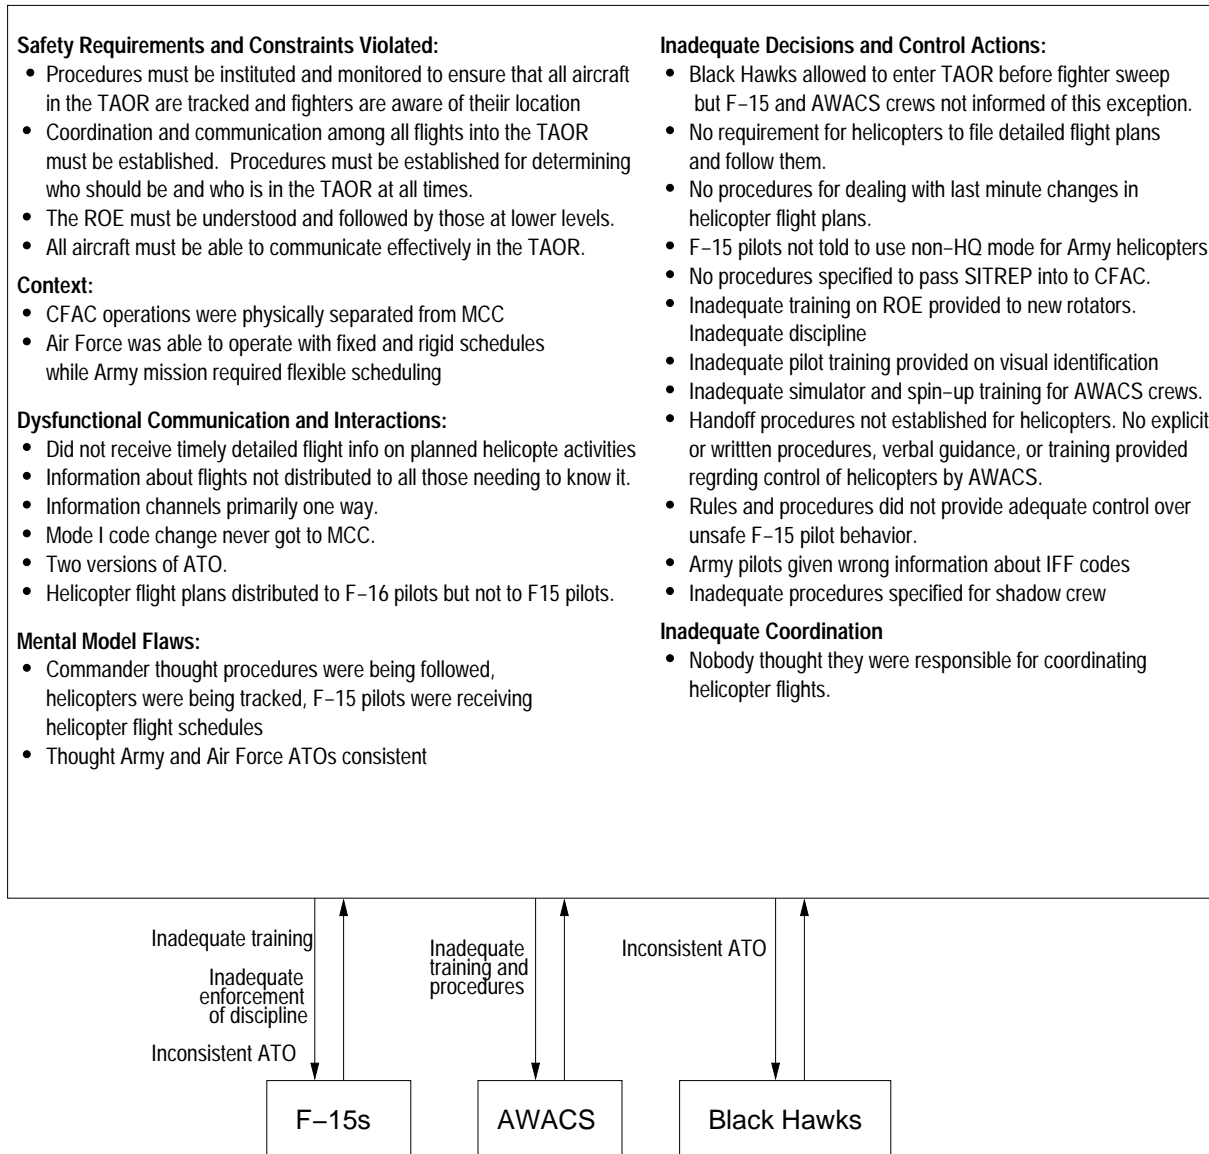 Safety Requirements and Constraints Violated:
• Procedures must be instituted and monitored to ensure that all aircraft
in the TAOR are tracked and fighters are aware of theiir location
• Coordination and communication among all flights into the TAOR
must be established.  Procedures must be established for determining
who should be and who is in the TAOR at all times.
• The ROE must be understood and followed by those at lower levels.
• All aircraft must be able to communicate effectively in the TAOR.
Context:
• CFAC operations were physically separated from MCC
• Air Force was able to operate with fixed and rigid schedules
while Army mission required flexible scheduling
Dysfunctional Communication and Interactions:
• Did not receive timely detailed flight info on planned helicopte activities
• Information about flights not distributed to all those needing to know it.
• Information channels primarily one way.
• Mode I code change never got to MCC.
• Two versions of ATO.
• Helicopter flight plans distributed to F−16 pilots but not to F15 pilots.
Mental Model Flaws:
• Commander thought procedures were being followed,
helicopters were being tracked, F−15 pilots were receiving
helicopter flight schedules
• Thought Army and Air Force ATOs consistent
Inadequate Decisions and Control Actions:
• Black Hawks allowed to enter TAOR before fighter sweep
but F−15 and AWACS crews not informed of this exception.
• No requirement for helicopters to file detailed flight plans
and follow them.
• No procedures for dealing with last minute changes in
helicopter flight plans.
• F−15 pilots not told to use non−HQ mode for Army helicopters
• No procedures specified to pass SITREP into to CFAC.
• Inadequate training on ROE provided to new rotators.
Inadequate discipline
• Inadequate pilot training provided on visual identification
• Inadequate simulator and spin−up training for AWACS crews.
• Handoff procedures not established for helicopters. No explicit
or writtten procedures, verbal guidance, or training provided
regrding control of helicopters by AWACS.
• Rules and procedures did not provide adequate control over
unsafe F−15 pilot behavior.
• Army pilots given wrong information about IFF codes
• Inadequate procedures specified for shadow crew
Inadequate Coordination
• Nobody thought they were responsible for coordinating
helicopter flights.
Inadequate training
Inadequate
enforcement
of discipline
Inconsistent ATO
Inadequate
training and
procedures
Inconsistent ATO
F−15s
AWACS
Black Hawks